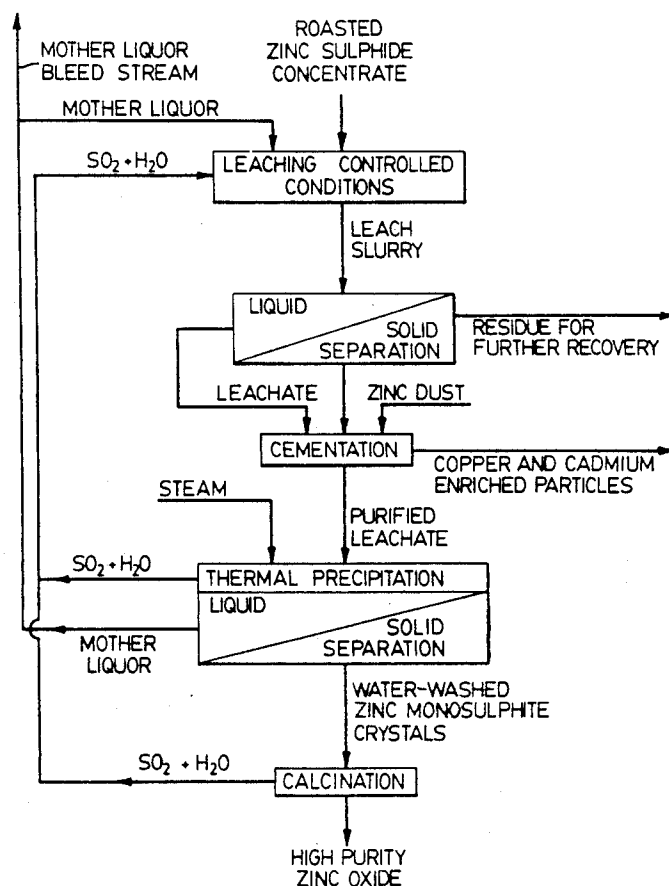 MOTHER LIQUOR
BLEED STREAM
ROASTED
ZINC SULPHIDE
CONCENTRATE
MOTHER LIQUOR
SO₂+H₂O
LEACHING CONTROLLED
CONDITIONS
LEACH
SLURRY
LIQUID
SOLID
SEPARATION
RESIDUE FOR
FURTHER RECOVERY
LEACHATE
ZINC DUST
CEMENTATION
COPPER AND CADMIUM
ENRICHED PARTICLES
STEAM
PURIFIED
LEACHATE
SO₂+H₂O
THERMAL PRECIPITATION
LIQUID
SOLID
SEPARATION
MOTHER
LIQUOR
WATER-WASHED
ZINC MONOSULPHITE
CRYSTALS
SO₂ + H₂O
CALCINATION
HIGH PURITY
ZINC OXIDE